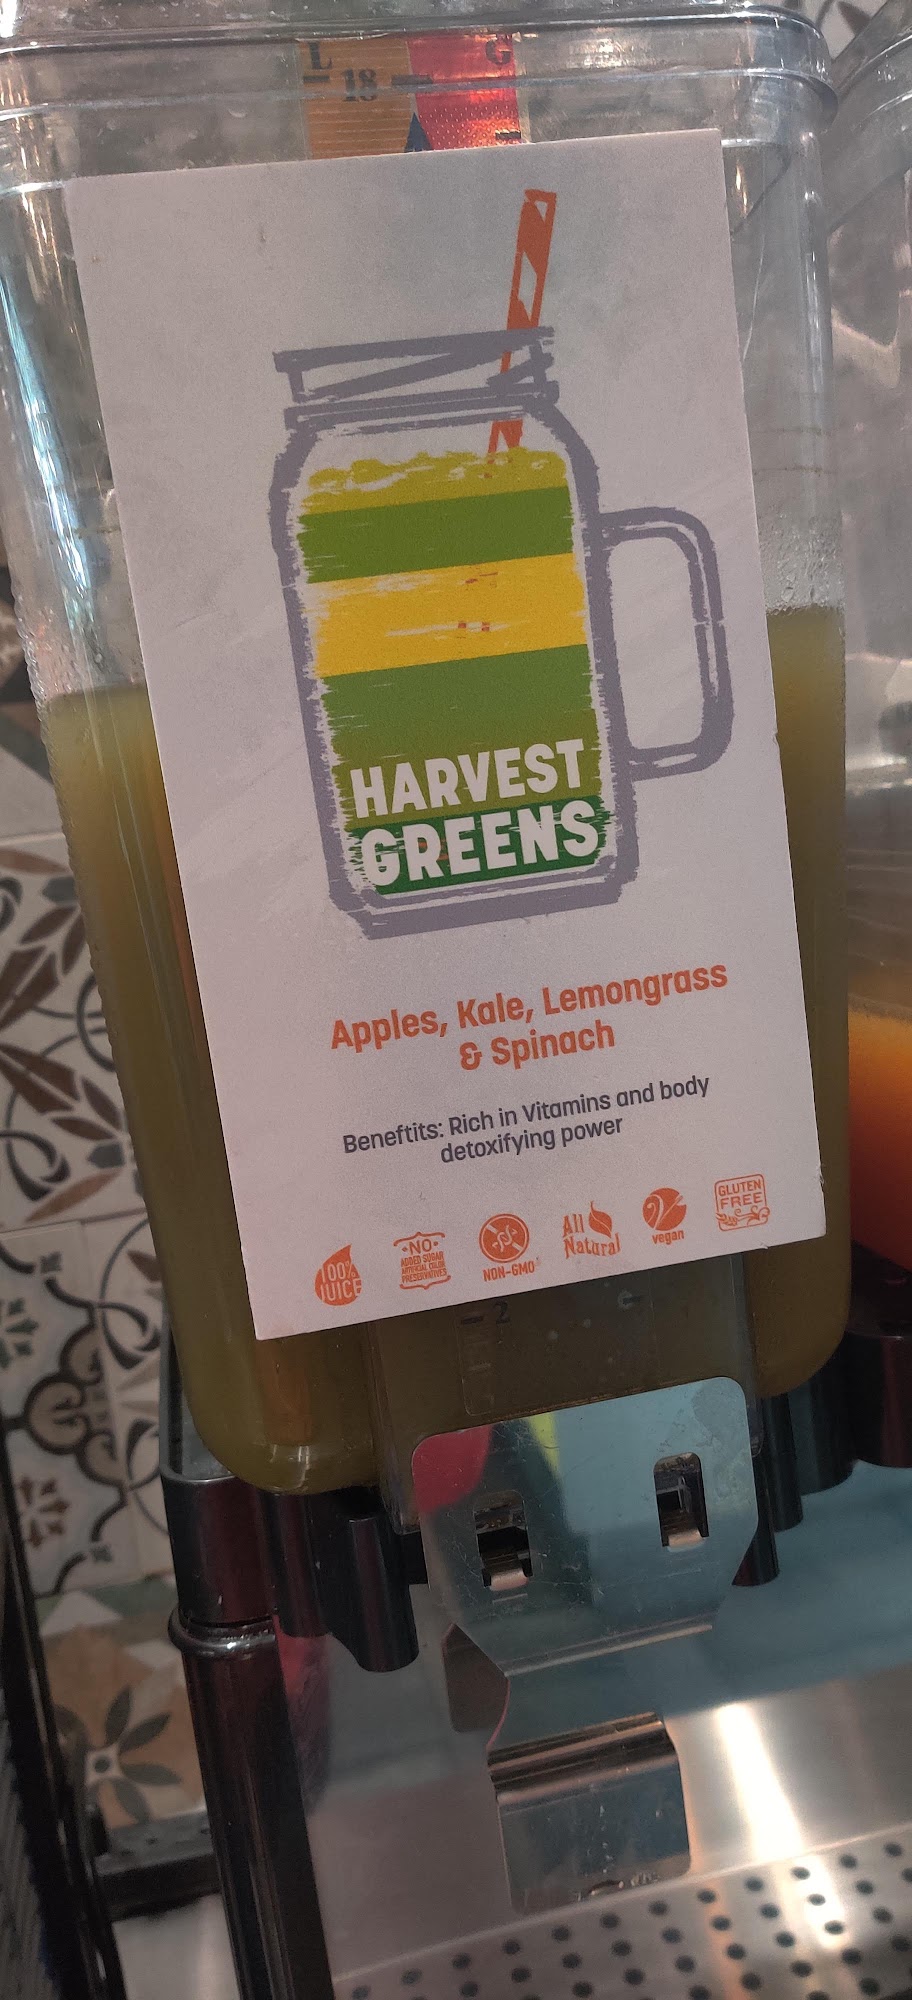 L G
18
HARVEST
GREENS
Apples, Kale, Lemongrass
& Spinach
Beneftits: Rich in Vitamins and body
detoxifying power
100%
JUICE
NO
ADDED SUGAR
ARTIFICIAL COLOR
PRESERVATIVES
NON-GMO
All
Natural
vegan
GLUTEN
FREE
2